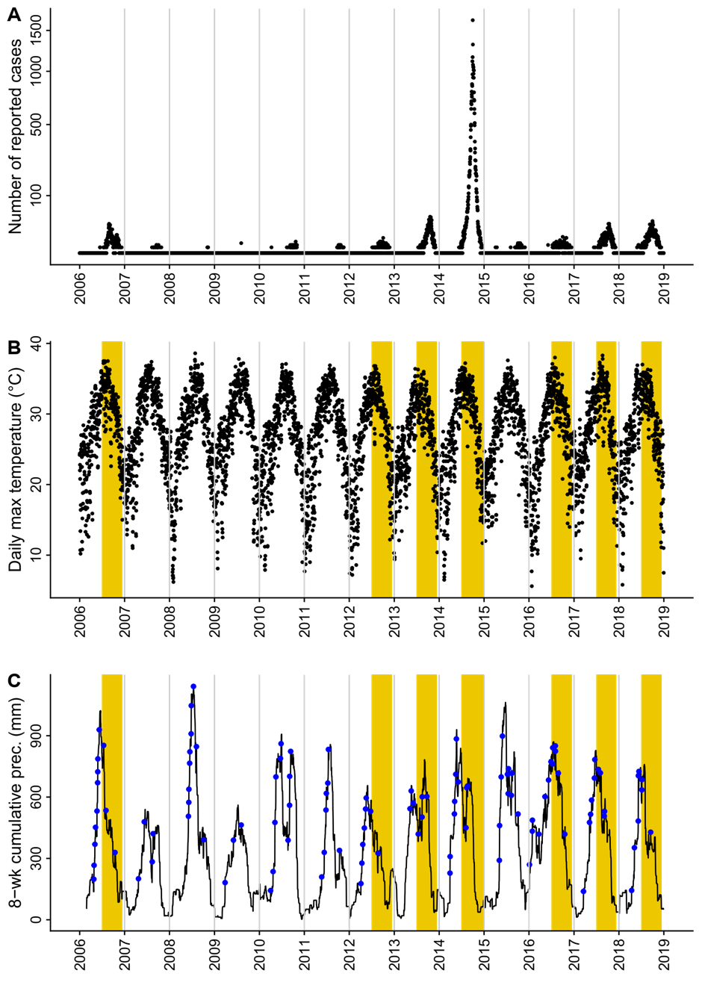 A
Number of reported cases
1500
1000
500
100
2006 2007 2008 2009 2010 2011 2012 2013 2014 2015 2016 2017 2018 2019
B
Daily max temperature (°C)
40
30
20
10
2006 2007 2008 2009 2010 2011 2012 2013 2014 2015 2016 2017 2018 2019
C
8−wk cumulative prec. (mm)
900
600
300
0
2006 2007 2008 2009 2010 2011 2012 2013 2014 2015 2016 2017 2018 2019